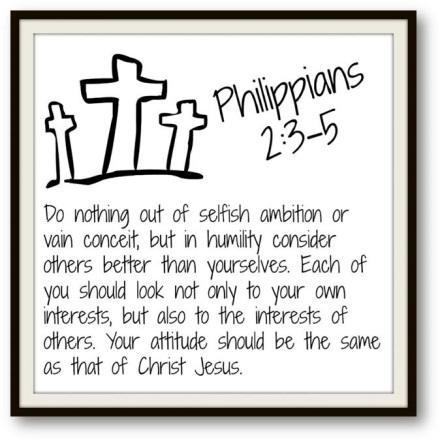 Philippians
2:3-5
Do nothing out of selfish ambition or
vain conceit, but in humility consider
others better than yourselves. Each of
you should look not only to your own
interests, but also to the interests of
others. Your attitude should be the same
as that of Christ Jesus.